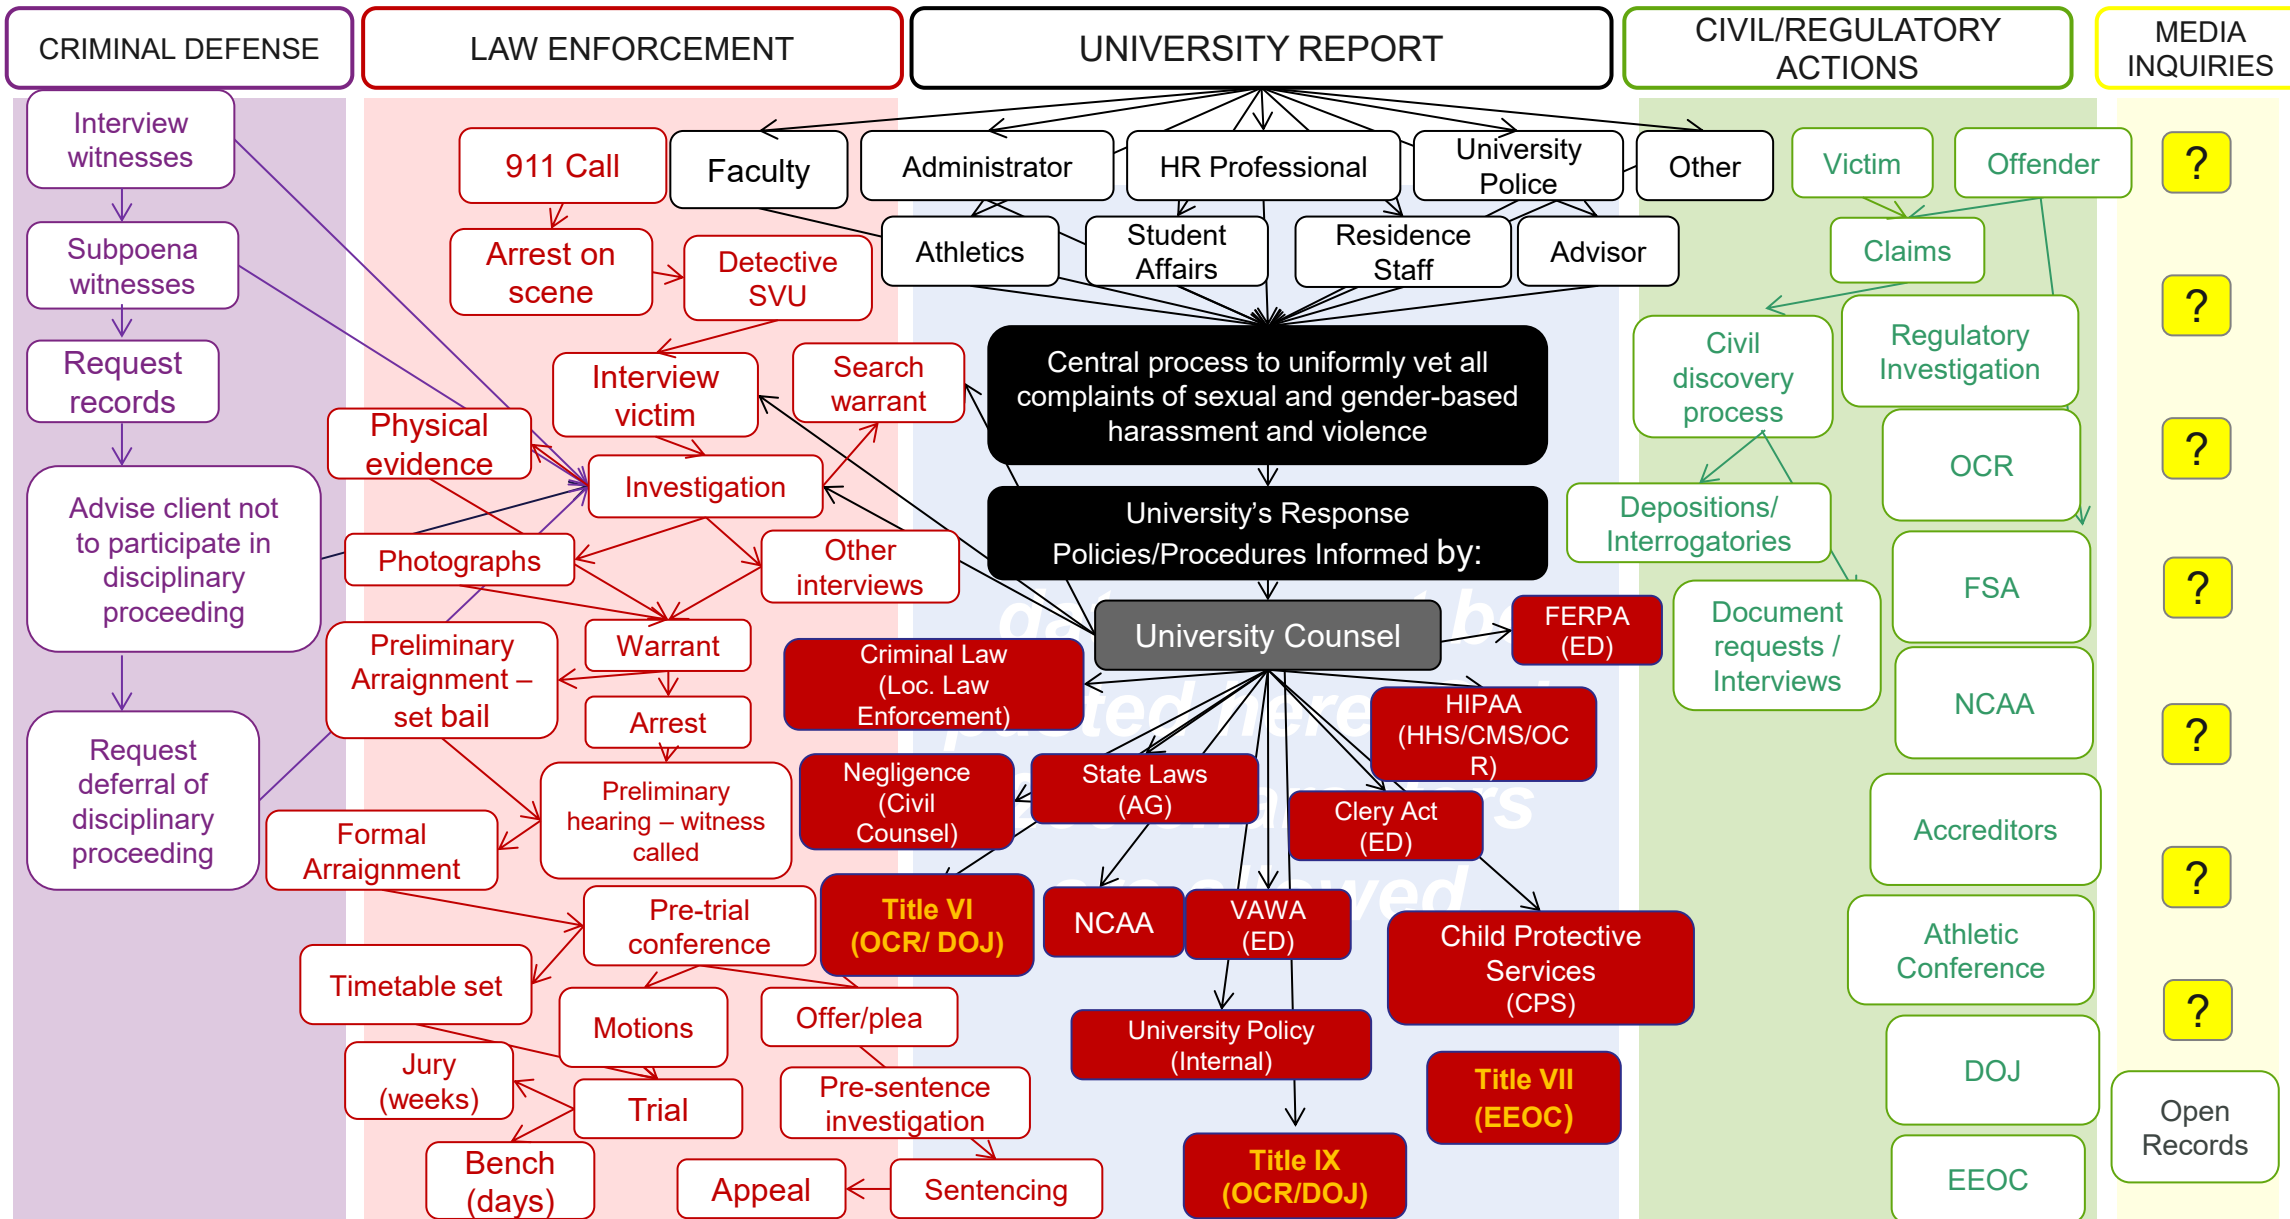 CRIMINAL DEFENSE
Interview
witnesses
Subpoena
witnesses
Request
records
Advise client not
to participate in
disciplinary
proceeding
Request
deferral of
disciplinary
proceeding
LAW ENFORCEMENT
911 Call
Arrest on
scene
Detective
SVU
Interview
victim
Search
warrant
Physical
evidence
Investigation
Photographs
Other
interviews
Warrant
Preliminary
Arraignment –
set bail
Arrest
Preliminary
hearing – witness
called
Formal
Arraignment
Pre-trial
conference
Timetable set
Motions
Offer/plea
Jury
(weeks)
Trial
Pre-sentence
investigation
Bench
(days)
Appeal
Sentencing
UNIVERSITY REPORT
Faculty
Administrator
HR Professional
University
Police
Other
Athletics
Student
Affairs
Residence
Staff
Advisor
Central process to uniformly vet all
complaints of sexual and gender-based
harassment and violence
University’s Response
Policies/Procedures Informed by:
University Counsel
FERPA
(ED)
Criminal Law
(Loc. Law
Enforcement)
HIPAA
(HHS/CMS/OC
R)
Negligence
(Civil
Counsel)
State Laws
(AG)
Clery Act
(ED)
Title VI
(OCR/ DOJ)
NCAA
VAWA
(ED)
Child Protective
Services
(CPS)
University Policy
(Internal)
Title VII
(EEOC)
Title IX
(OCR/DOJ)
CIVIL/REGULATORY
ACTIONS
Victim
Offender
Claims
Civil
discovery
process
Regulatory
Investigation
OCR
Depositions/
Interrogatories
FSA
Document
requests /
Interviews
NCAA
Accreditors
Athletic
Conference
DOJ
EEOC
MEDIA
INQUIRIES
?
?
?
?
?
?
?
Open
Records